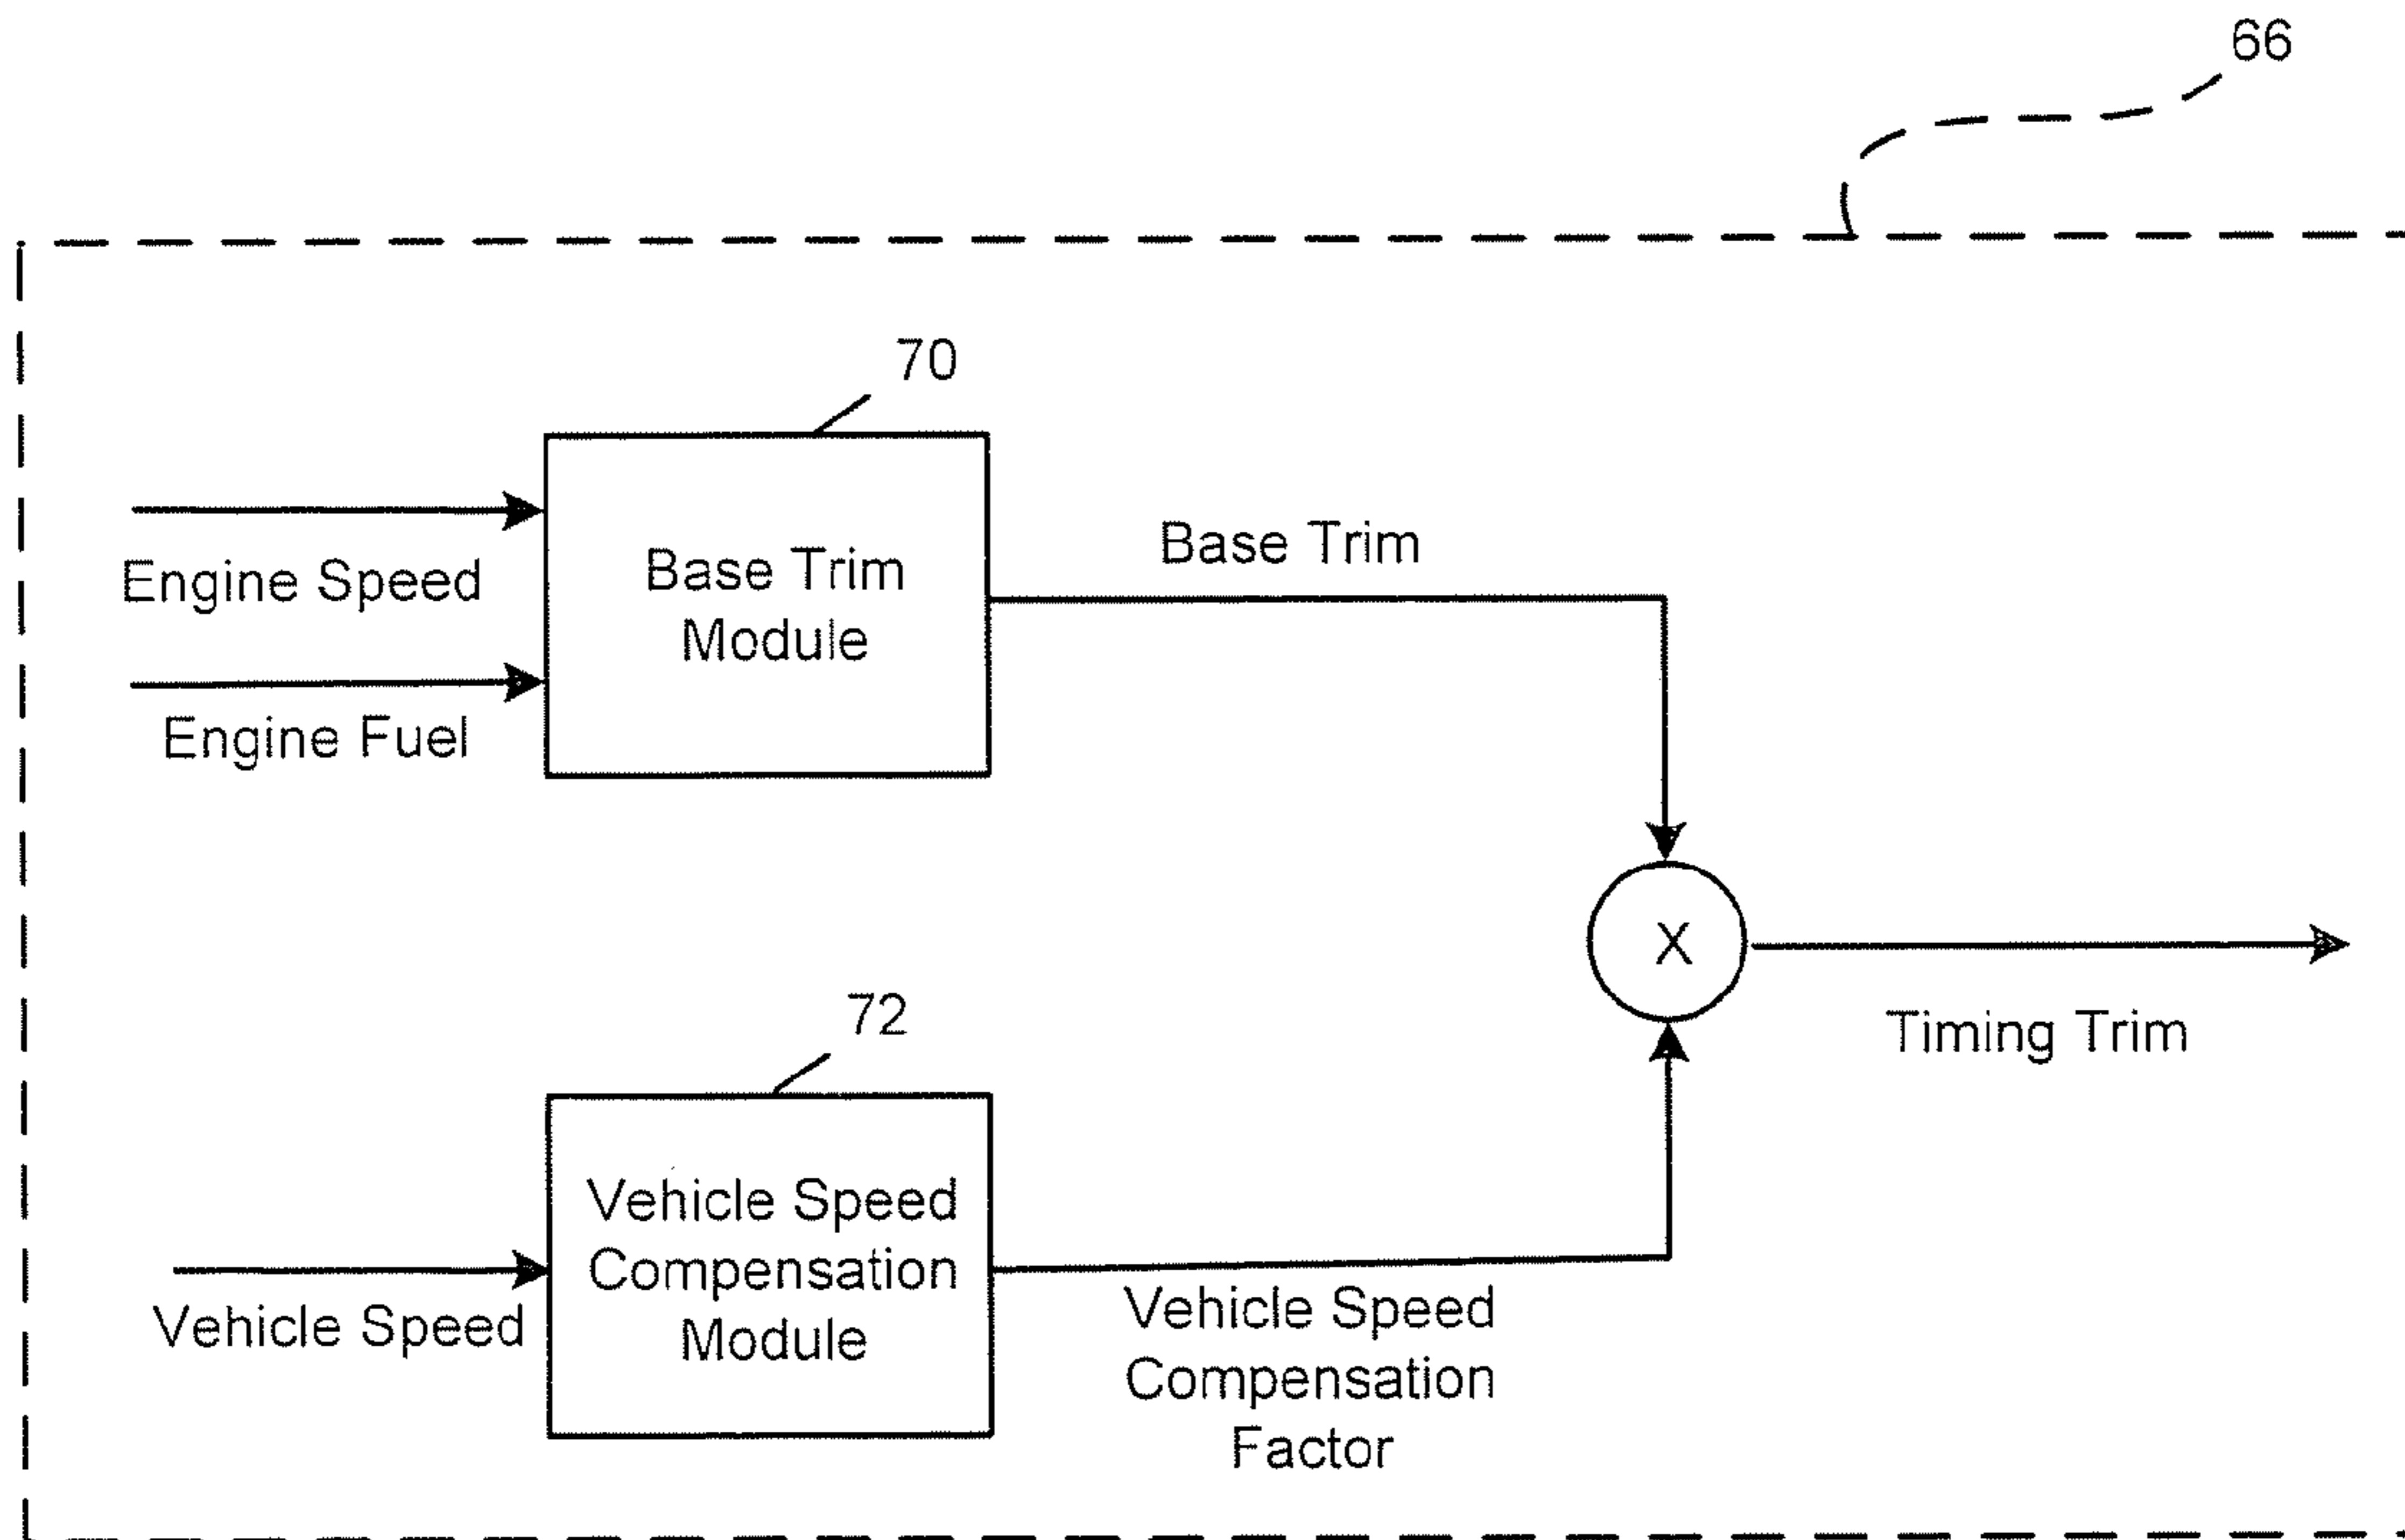 66
70
Engine Speed
Base Trim
Module
Base Trim
Engine Fuel
X
Timing Trim
72
Vehicle Speed
Vehicle Speed
Compensation
Module
Vehicle Speed
Compensation
Factor